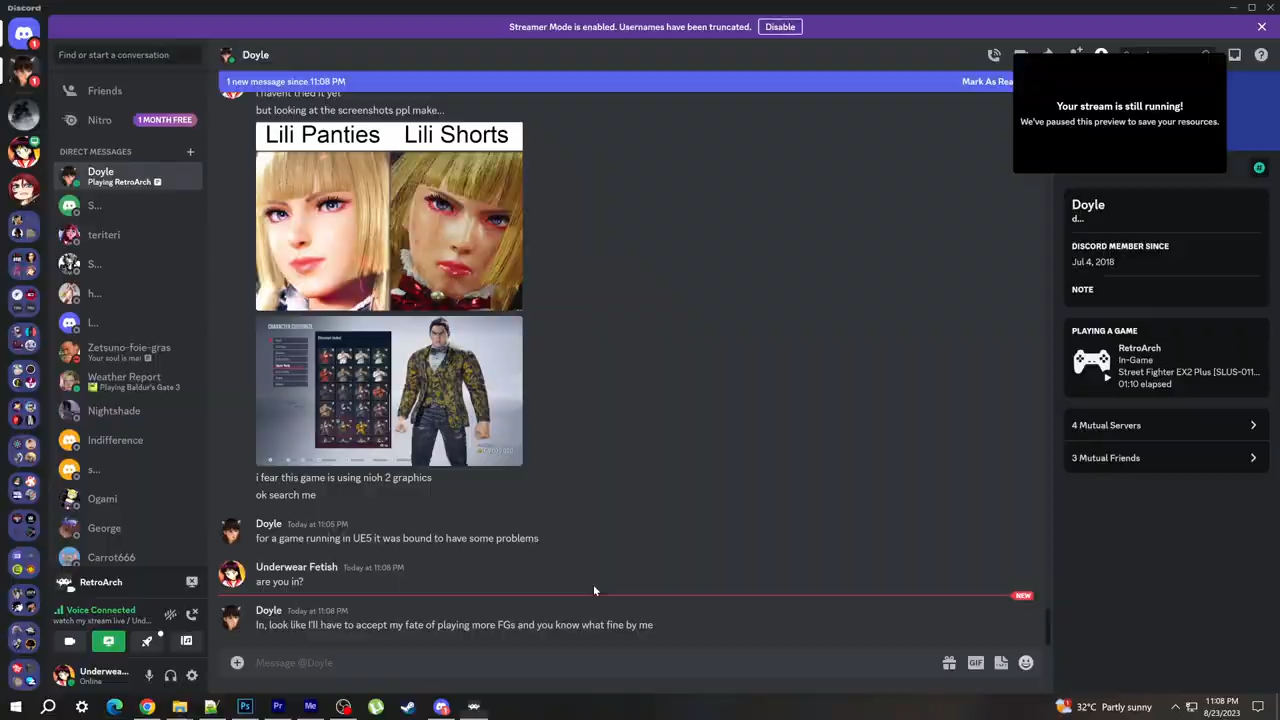 Discord
Streamer Mode is enabled. Usernames have been truncated.
Disable
Find or start a conversation
Doyle
1 new message since 11:08 PM
Mark As Rea
Friends
Nitro
1 MONTH FREE
DIRECT MESSAGES
Doyle
Playing RetroArch
S...
teriteri
S...
h...
l...
Zetsuno-foie-gras
Your soul is mine!
Weather Report
Playing Baldur's Gate 3
Nightshade
Indifference
s...
Ogami
George
Carrot666
RetroArch
Voice Connected
watch my stream live / Und...
Underwea...
Online
i havent tried it yet
but looking at the screenshots ppl make...
Lili Panties Lili Shorts
i fear this game is using nioh 2 graphics
ok search me
Doyle Today at 11:05 PM
for a game running in UE5 it was bound to have some problems
Underwear Fetish Today at 11:08 PM
are you in?
NEW
Doyle Today at 11:08 PM
In, look like I'll have to accept my fate of playing more FGs and you know what fine by me
Message @Doyle
GIF
Your stream is still running!
We've paused this preview to save your resources.
Doyle
d...
DISCORD MEMBER SINCE
Jul 4, 2018
NOTE
PLAYING A GAME
RetroArch
In-Game
Street Fighter EX2 Plus [SLUS-011...
01:10 elapsed
4 Mutual Servers
3 Mutual Friends
32°C Partly sunny
11:08 PM
8/23/2023